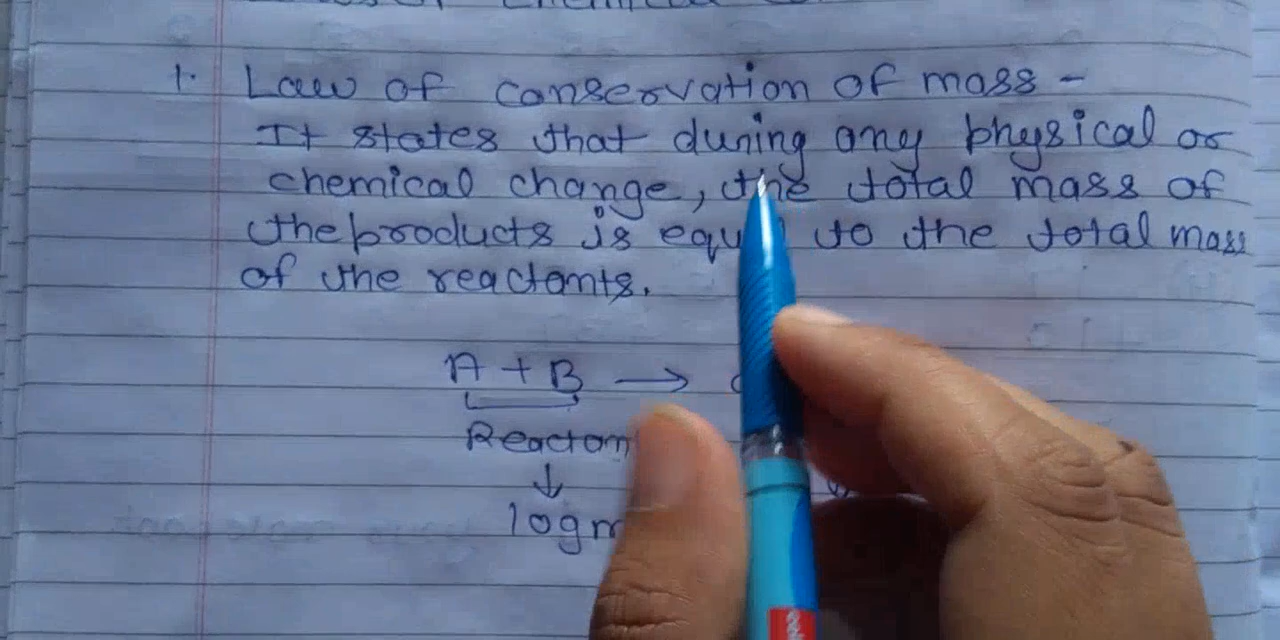 1. Law of conservation of mass -
It states that during any physical or
chemical change, the total mass of
the products is equal to the total mass
of the reactants.
A + B →
Reactan
↓
10gm